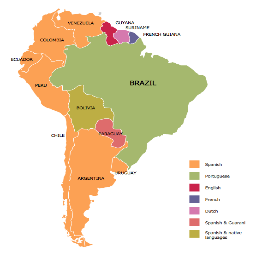 VENEZUELA
GUYANA
SURINAME
FRENCH GUIANA
COLOMBIA
ECUADOR
PERU
BRAZIL
BOLIVIA
CHILE
PARAGUAY
URUGUAY
ARGENTINA
Spanish
Portuguese
English
French
Dutch
Spanish & Guarani
Spanish & native
languages